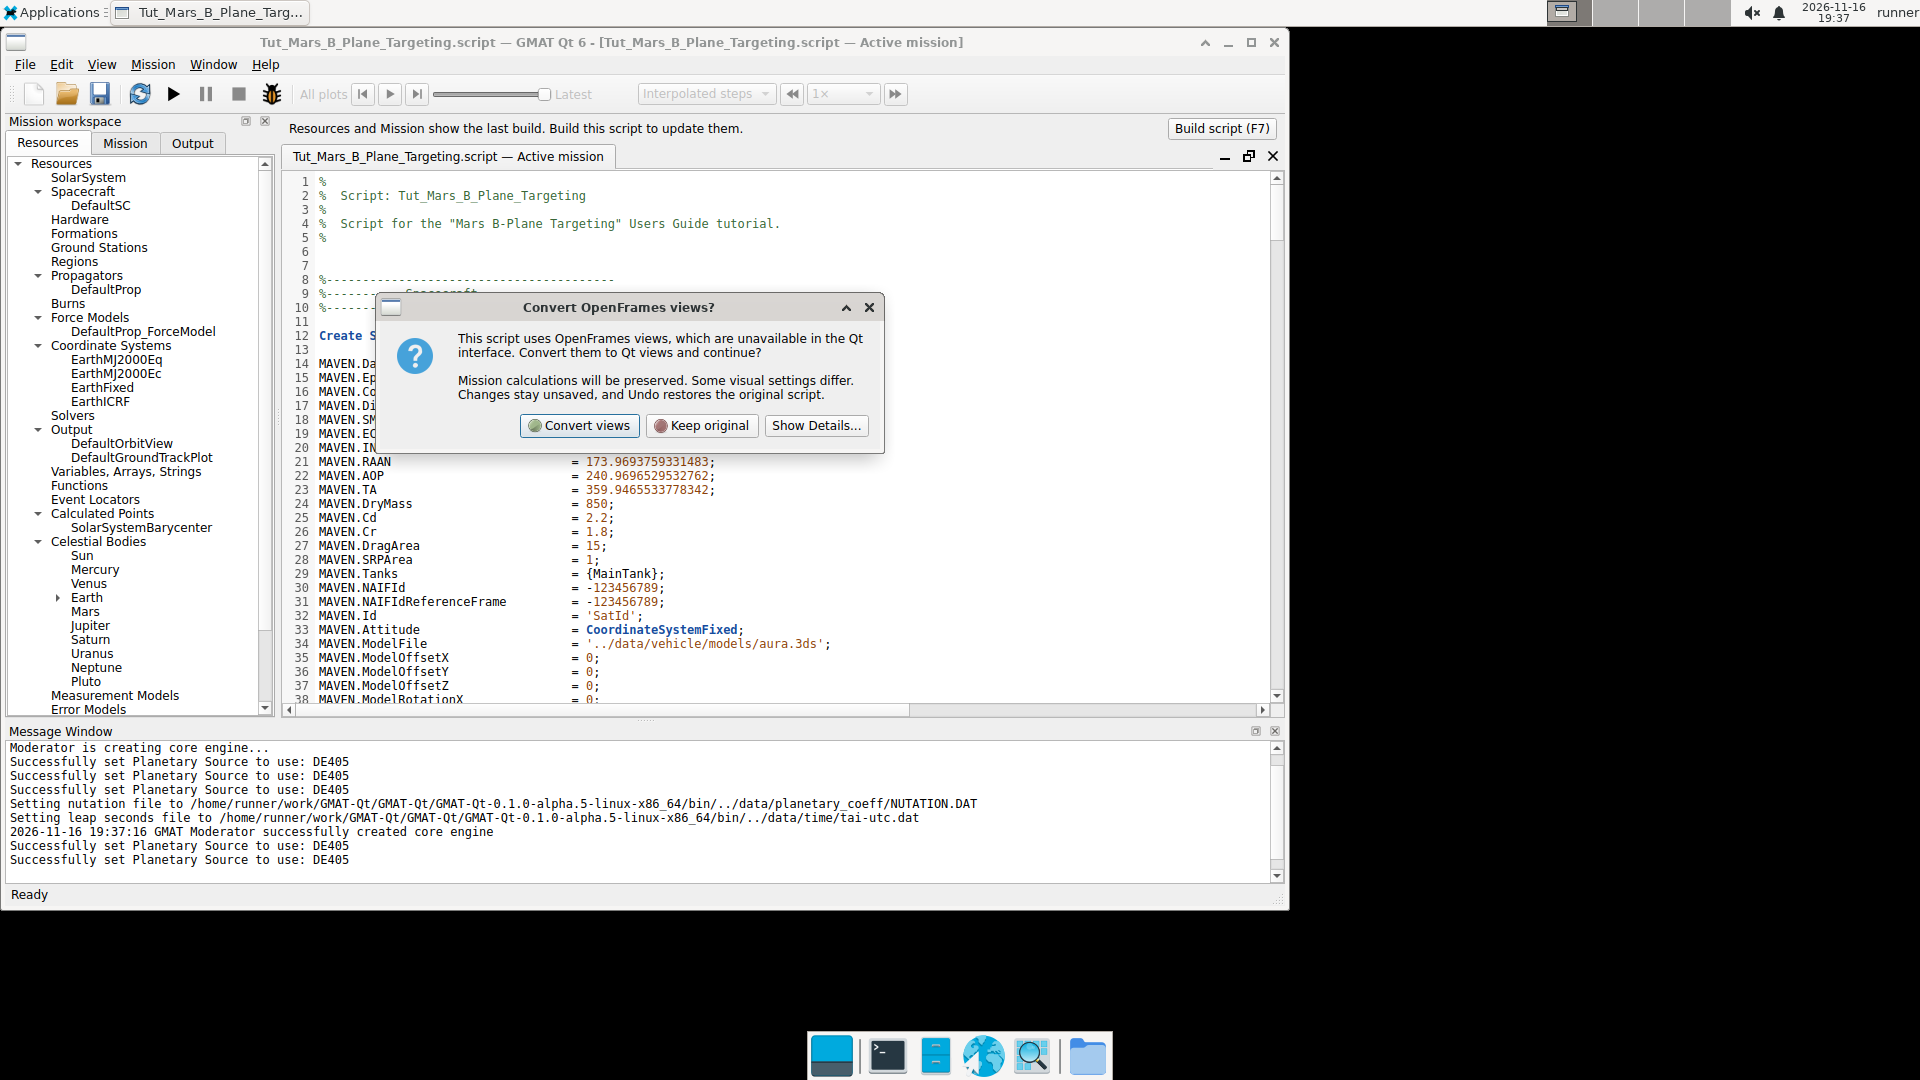 Applications
Tut_Mars_B_Plane_Targ...
2026-11-16
19:37
runner
Tut_Mars_B_Plane_Targeting.script — GMAT Qt 6 - [Tut_Mars_B_Plane_Targeting.script — Active mission]
File Edit View Mission Window Help
All plots
Latest
Interpolated steps
1×
Mission workspace
Resources Mission Output
Resources
SolarSystem
Spacecraft
DefaultSC
Hardware
Formations
Ground Stations
Regions
Propagators
DefaultProp
Burns
Force Models
DefaultProp_ForceModel
Coordinate Systems
EarthMJ2000Eq
EarthMJ2000Ec
EarthFixed
EarthICRF
Solvers
Output
DefaultOrbitView
DefaultGroundTrackPlot
Variables, Arrays, Strings
Functions
Event Locators
Calculated Points
SolarSystemBarycenter
Celestial Bodies
Sun
Mercury
Venus
Earth
Mars
Jupiter
Saturn
Uranus
Neptune
Pluto
Measurement Models
Error Models
Resources and Mission show the last build. Build this script to update them.
Build script (F7)
Tut_Mars_B_Plane_Targeting.script — Active mission
1 %
2 %  Script: Tut_Mars_B_Plane_Targeting
3 %
4 %  Script for the "Mars B-Plane Targeting" Users Guide tutorial.
5 %
6
7
8 %----------------------------------------
9 %-------
10 %-------
11
12 Create S
13
14 MAVEN.Da
15 MAVEN.Ep
16 MAVEN.Co
17 MAVEN.Di
18 MAVEN.SM
19 MAVEN.EC
20 MAVEN.IN
21 MAVEN.RAAN = 173.9693759331483;
22 MAVEN.AOP = 240.9696529532762;
23 MAVEN.TA = 359.9465533778342;
24 MAVEN.DryMass = 850;
25 MAVEN.Cd = 2.2;
26 MAVEN.Cr = 1.8;
27 MAVEN.DragArea = 15;
28 MAVEN.SRPArea = 1;
29 MAVEN.Tanks = {MainTank};
30 MAVEN.NAIFId = -123456789;
31 MAVEN.NAIFIdReferenceFrame = -123456789;
32 MAVEN.Id = 'SatId';
33 MAVEN.Attitude = CoordinateSystemFixed;
34 MAVEN.ModelFile = '../data/vehicle/models/aura.3ds';
35 MAVEN.ModelOffsetX = 0;
36 MAVEN.ModelOffsetY = 0;
37 MAVEN.ModelOffsetZ = 0;
38 MAVEN.ModelRotationX = 0;
Convert OpenFrames views?
This script uses OpenFrames views, which are unavailable in the Qt
interface. Convert them to Qt views and continue?
Mission calculations will be preserved. Some visual settings differ.
Changes stay unsaved, and Undo restores the original script.
Convert views
Keep original
Show Details...
Message Window
Moderator is creating core engine...
Successfully set Planetary Source to use: DE405
Successfully set Planetary Source to use: DE405
Successfully set Planetary Source to use: DE405
Setting nutation file to /home/runner/work/GMAT-Qt/GMAT-Qt/GMAT-Qt-0.1.0-alpha.5-linux-x86_64/bin/../data/planetary_coeff/NUTATION.DAT
Setting leap seconds file to /home/runner/work/GMAT-Qt/GMAT-Qt/GMAT-Qt-0.1.0-alpha.5-linux-x86_64/bin/../data/time/tai-utc.dat
2026-11-16 19:37:16 GMAT Moderator successfully created core engine
Successfully set Planetary Source to use: DE405
Successfully set Planetary Source to use: DE405
Ready